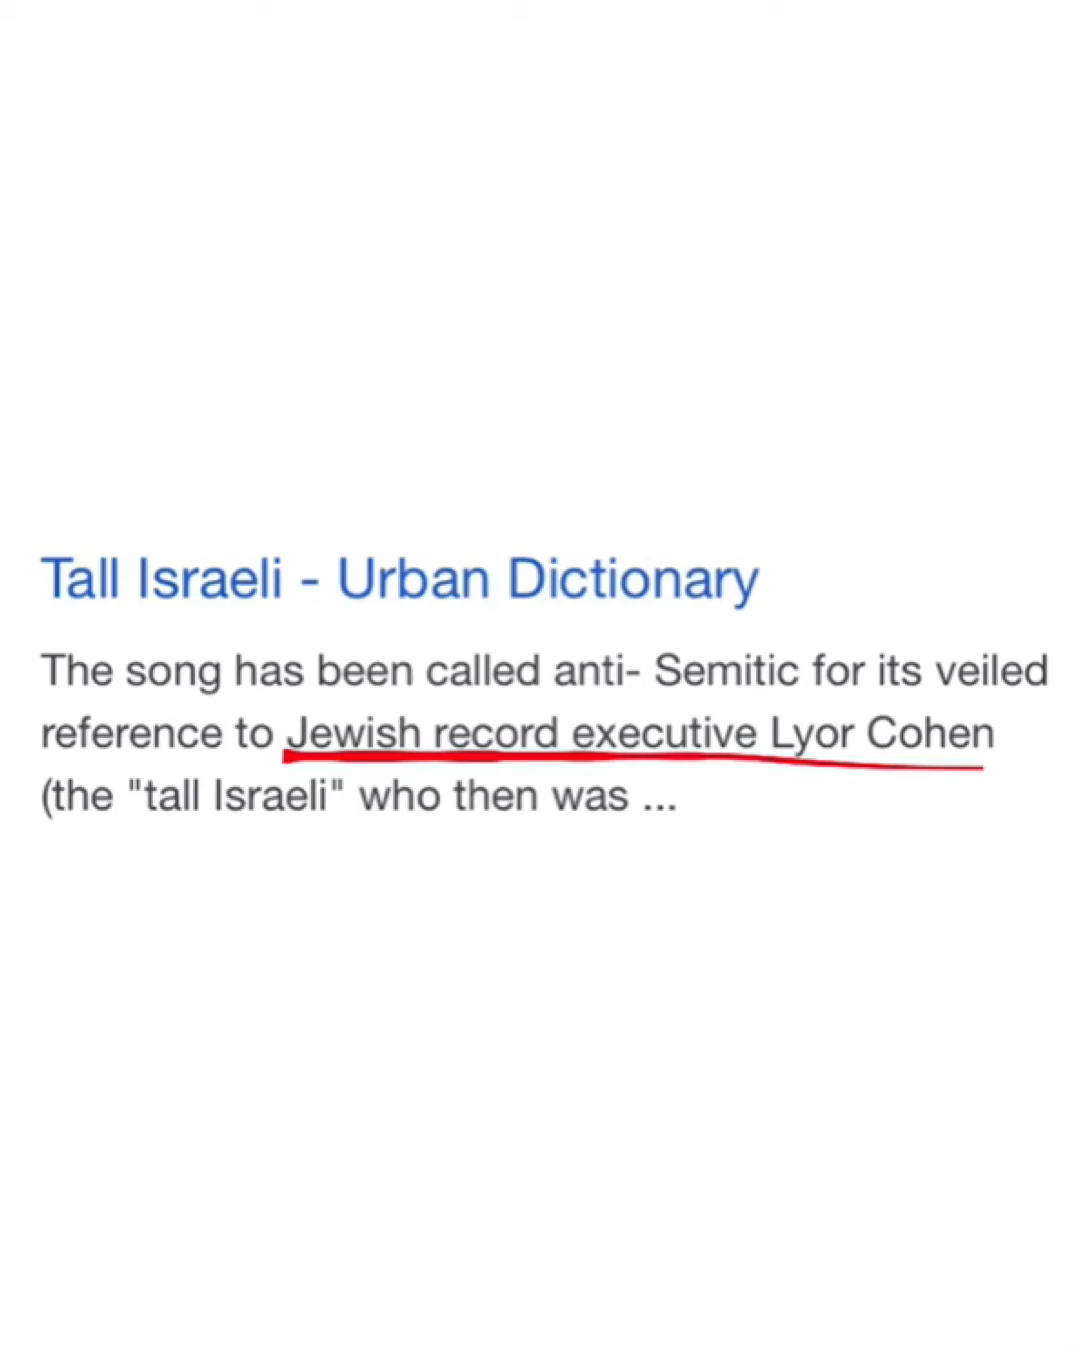 Tall Israeli - Urban Dictionary
The song has been called anti- Semitic for its veiled
reference to Jewish record executive Lyor Cohen
(the "tall Israeli" who then was ...